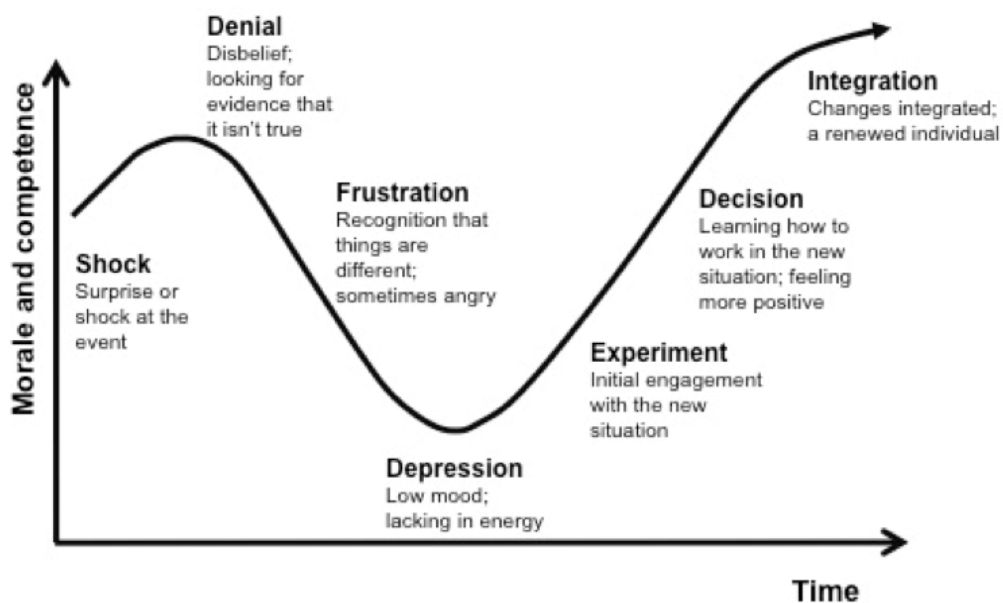 Morale and competence
Shock
Surprise or
shock at the
event
Denial
Disbelief;
looking for
evidence that
it isn't true
Frustration
Recognition that
things are
different;
sometimes angry
Depression
Low mood;
lacking in energy
Experiment
Initial engagement
with the new
situation
Decision
Learning how to
work in the new
situation; feeling
more positive
Integration
Changes integrated;
a renewed individual
Time